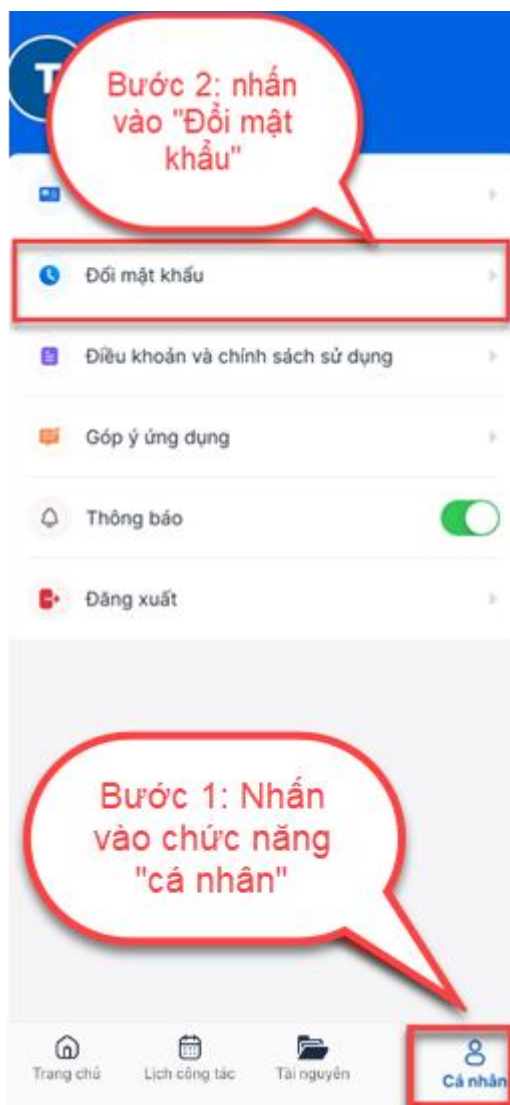 T
Bước 2: nhấn
vào "Đổi mật
khẩu"
Đổi mật khẩu
Điều khoản và chính sách sử dụng
Góp ý ứng dụng
Thông báo
Đăng xuất
Bước 1: Nhấn
vào chức năng
"cá nhân"
Trang chủ
Lịch công tác
Tài nguyên
Cá nhân